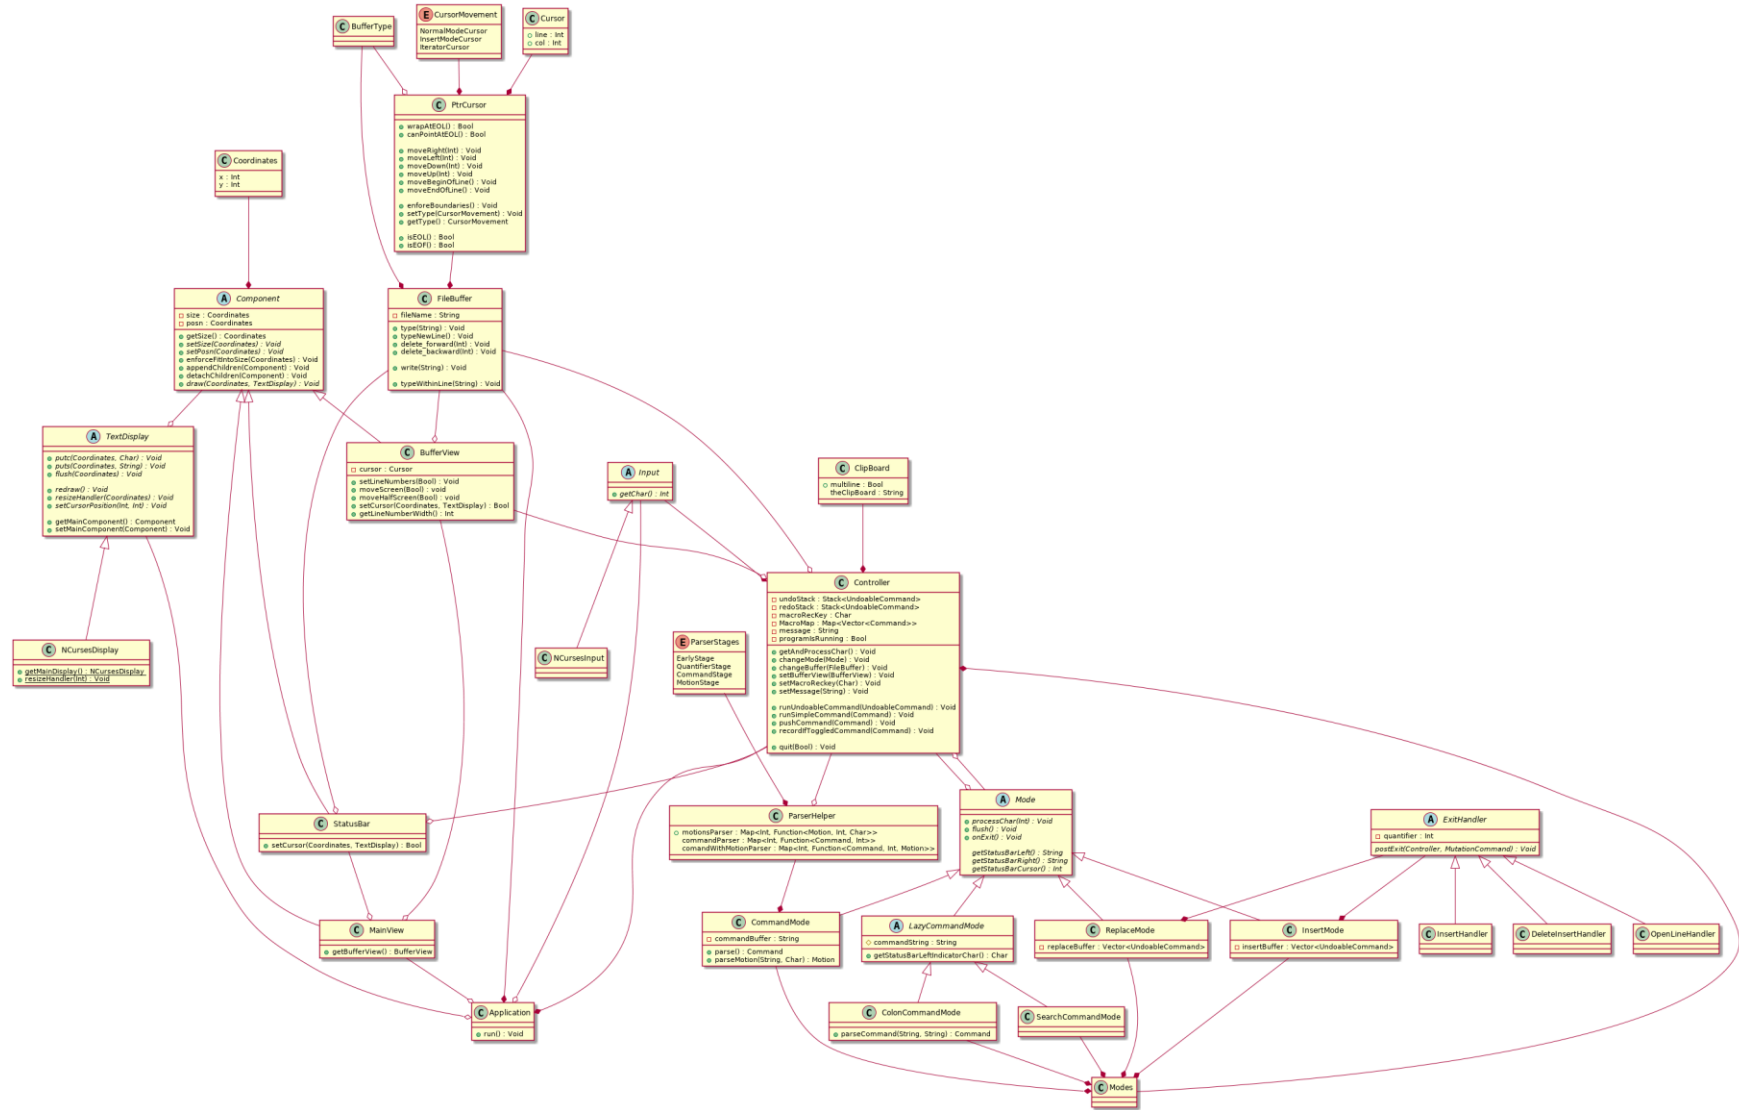 BufferType
CursorMovement
NormalModeCursor
InsertModeCursor
IteratorCursor
Cursor
line : Int
col : Int
PtrCursor
wrapAtEOL() : Bool
canPointAtEOL() : Bool
moveRight(Int) : Void
moveLeft(Int) : Void
moveDown(Int) : Void
moveUp(Int) : Void
moveBeginOfLine() : Void
moveEndOfLine() : Void
enforeBoundaries() : Void
setType(CursorMovement) : Void
getType() : CursorMovement
isEOL() : Bool
isEOF() : Bool
Coordinates
x : Int
y : Int
Component
size : Coordinates
posn : Coordinates
getSize() : Coordinates
setSize(Coordinates) : Void
setPosn(Coordinates) : Void
enforceFitIntoSize(Coordinates) : Void
appendChildren(Component) : Void
detachChildren(Component) : Void
draw(Coordinates, TextDisplay) : Void
FileBuffer
fileName : String
type(String) : Void
typeNewLine() : Void
delete_forward(Int) : Void
delete_backward(Int) : Void
write(String) : Void
typeWithinLine(String) : Void
TextDisplay
putc(Coordinates, Char) : Void
puts(Coordinates, String) : Void
flush(Coordinates) : Void
redraw() : Void
resizeHandler(Coordinates) : Void
setCursorPosition(Int, Int) : Void
getMainComponent() : Component
setMainComponent(Component) : Void
BufferView
cursor : Cursor
setLineNumbers(Bool) : Void
moveScreen(Bool) : void
moveHalfScreen(Bool) : void
setCursor(Coordinates, TextDisplay) : Bool
getLineNumberWidth() : Int
Input
getChar() : Int
ClipBoard
multiline : Bool
theClipBoard : String
Controller
undoStack : Stack<UndoableCommand>
redoStack : Stack<UndoableCommand>
macroRecKey : Char
MacroMap : Map<Vector<Command>>
message : String
programIsRunning : Bool
getAndProcessChar() : Void
changeMode(Mode) : Void
changeBuffer(FileBuffer) : Void
setBufferView(BufferView) : Void
setMacroReckey(Char) : Void
setMessage(String) : Void
runUndoableCommand(UndoableCommand) : Void
runSimpleCommand(Command) : Void
pushCommand(Command) : Void
recordIfToggledCommand(Command) : Void
quit(Bool) : Void
NCursesDisplay
getMainDisplay() : NCursesDisplay
resizeHandler(Int) : Void
NCursesInput
ParserStages
EarlyStage
QuantifierStage
CommandStage
MotionStage
StatusBar
setCursor(Coordinates, TextDisplay) : Bool
ParserHelper
motionsParser : Map<Int, Function<Motion, Int, Char>>
commandParser : Map<Int, Function<Command, Int>>
comandWithMotionParser : Map<Int, Function<Command, Int, Motion>>
Mode
processChar(Int) : Void
flush() : Void
onExit() : Void
getStatusBarLeft() : String
getStatusBarRight() : String
getStatusBarCursor() : Int
ExitHandler
quantifier : Int
postExit(Controller, MutationCommand) : Void
MainView
getBufferView() : BufferView
CommandMode
commandBuffer : String
parse() : Command
parseMotion(String, Char) : Motion
LazyCommandMode
commandString : String
getStatusBarLeftIndicatorChar() : Char
ReplaceMode
replaceBuffer : Vector<UndoableCommand>
InsertMode
insertBuffer : Vector<UndoableCommand>
InsertHandler
DeleteInsertHandler
OpenLineHandler
Application
run() : Void
ColonCommandMode
parseCommand(String, String) : Command
SearchCommandMode
Modes